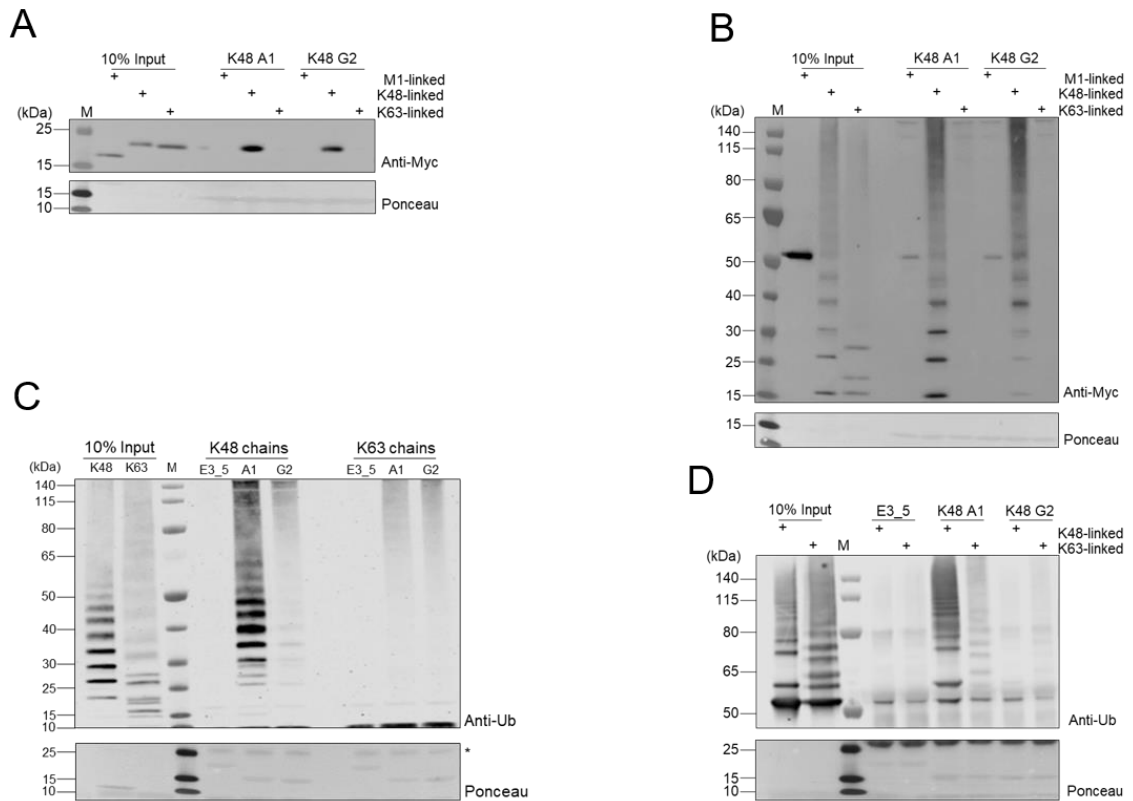 A
10% Input K48 A1 K48 G2
+ + + M1-linked
+ + + K48-linked
(kDa) M + + + K63-linked
25
15
Anti-Myc
15
10
Ponceau
B
10% Input K48 A1 K48 G2
+ + + M1-linked
+ + + K48-linked
(kDa) M + + + K63-linked
140
115
80
65
50
40
30
25
15
Anti-Myc
15
Ponceau
C
10% Input K48 chains K63 chains
(kDa) K48 K63 M E3_5 A1 G2 E3_5 A1 G2
140
115
80
65
50
40
30
25
15
10
Anti-Ub
25
*
15
10
Ponceau
D
10% Input E3_5 K48 A1 K48 G2
+ + + + K48-linked
+ M + + + K63-linked
(kDa)
140
115
80
65
50
Anti-Ub
25
15
10
Ponceau